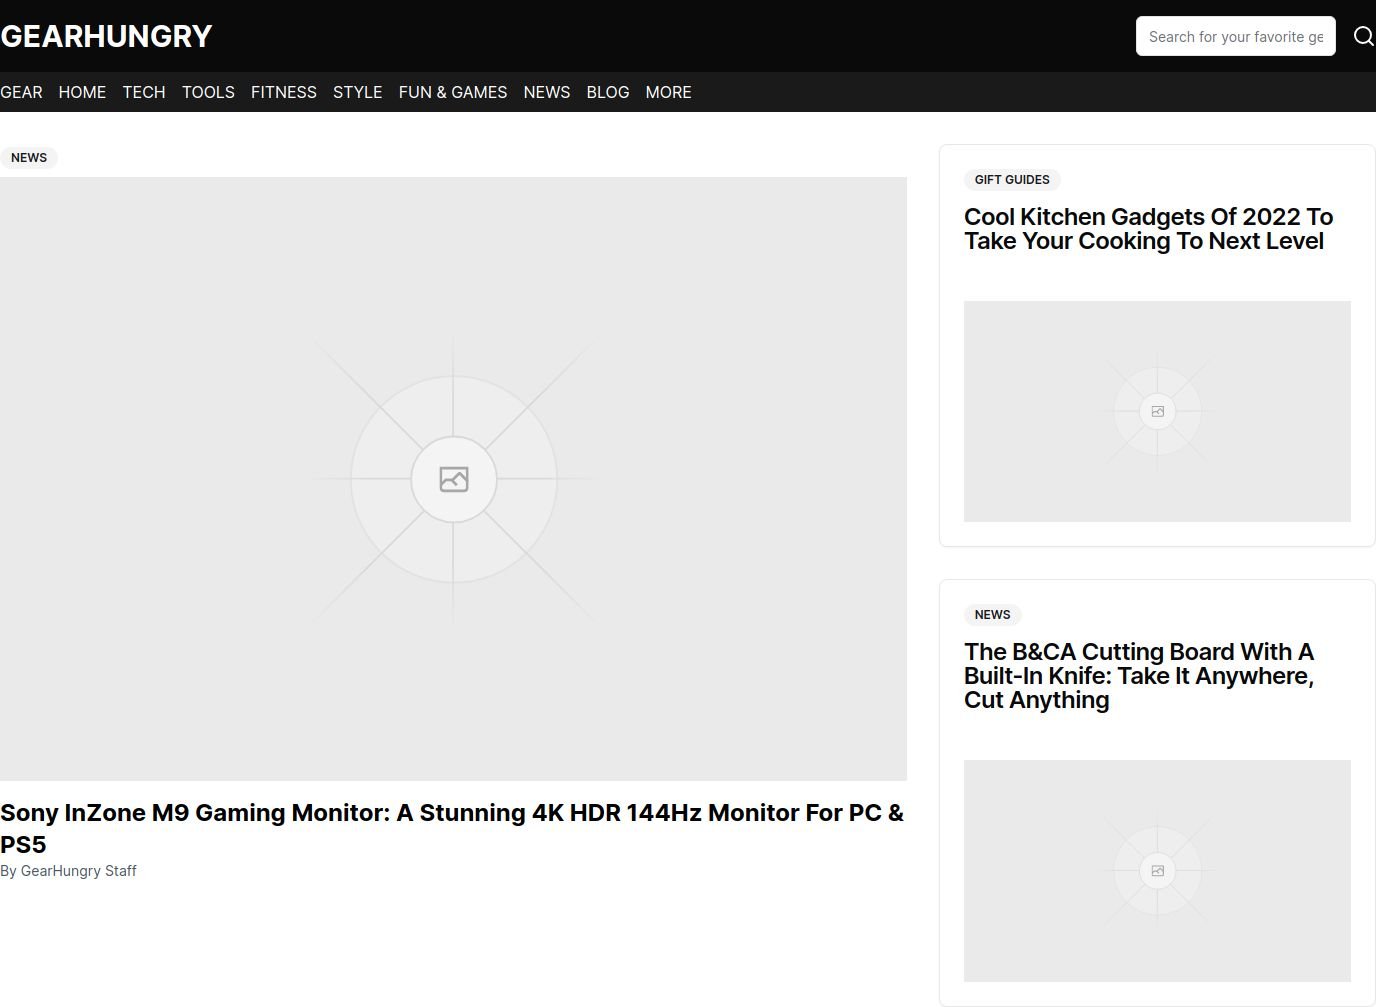 GEARHUNGRY
Search for your favorite ge
GEAR HOME TECH TOOLS FITNESS STYLE FUN & GAMES NEWS BLOG MORE
NEWS
Sony InZone M9 Gaming Monitor: A Stunning 4K HDR 144Hz Monitor For PC &
PS5
By GearHungry Staff
GIFT GUIDES
Cool Kitchen Gadgets Of 2022 To
Take Your Cooking To Next Level
NEWS
The B&CA Cutting Board With A
Built-In Knife: Take It Anywhere,
Cut Anything